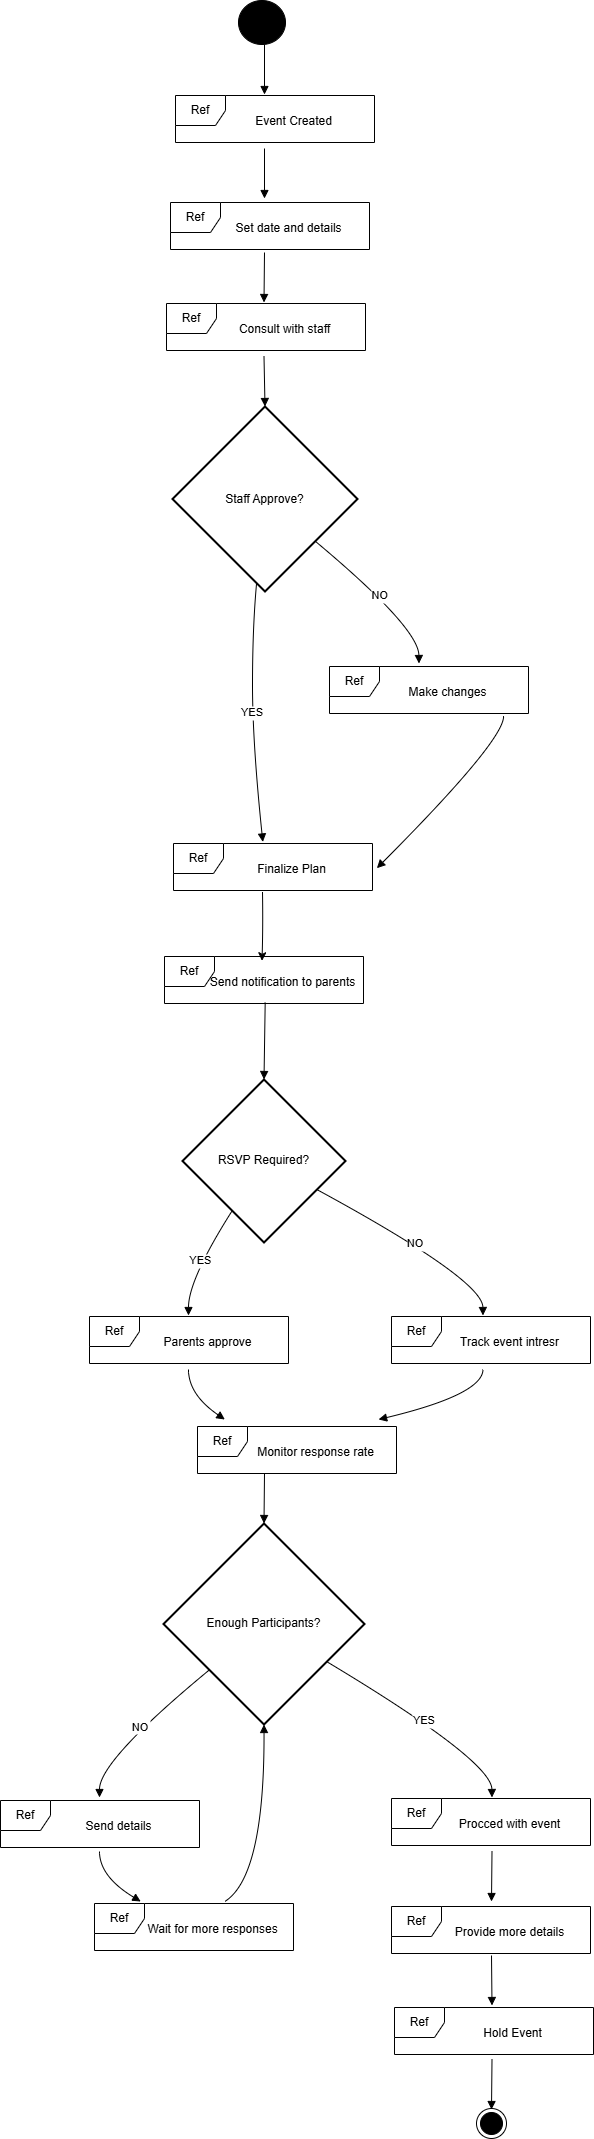 Ref
Event Created
Ref
Set date and details
Ref
Consult with staff
Staff Approve?
NO
Ref
Make changes
YES
Ref
Finalize Plan
Ref
Send notification to parents
RSVP Required?
YES
NO
Ref
Parents approve
Ref
Track event intresr
Ref
Monitor response rate
Enough Participants?
NO
YES
Ref
Send details
Ref
Procced with event
Ref
Wait for more responses
Ref
Provide more details
Ref
Hold Event